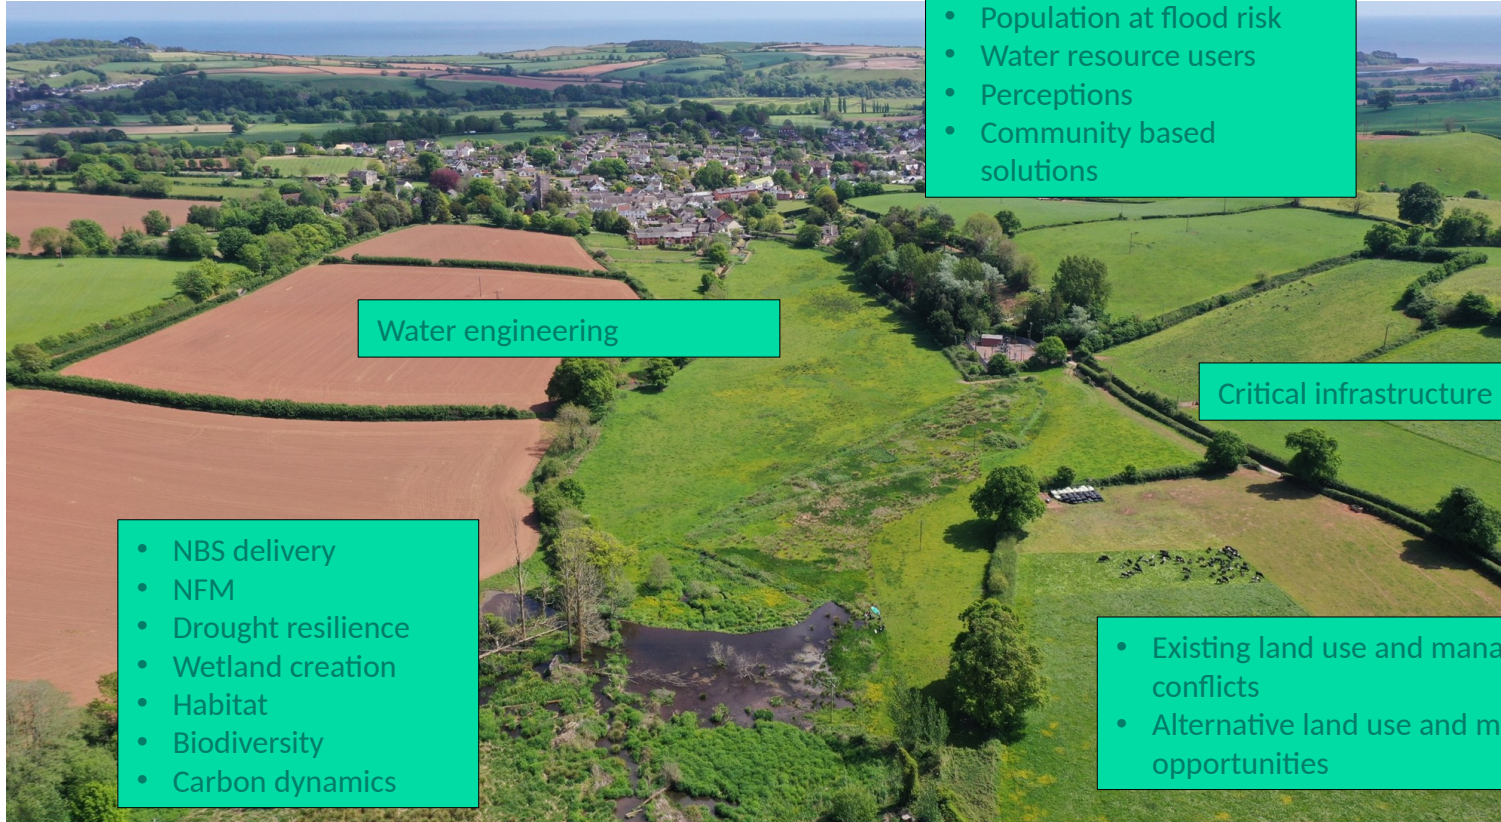 • Population at flood risk
• Water resource users
• Perceptions
• Community based
solutions
Water engineering
Critical infrastructure
• NBS delivery
• NFM
• Drought resilience
• Wetland creation
• Habitat
• Biodiversity
• Carbon dynamics
• Existing land use and
conflicts
• Alternative land use and
opportunities